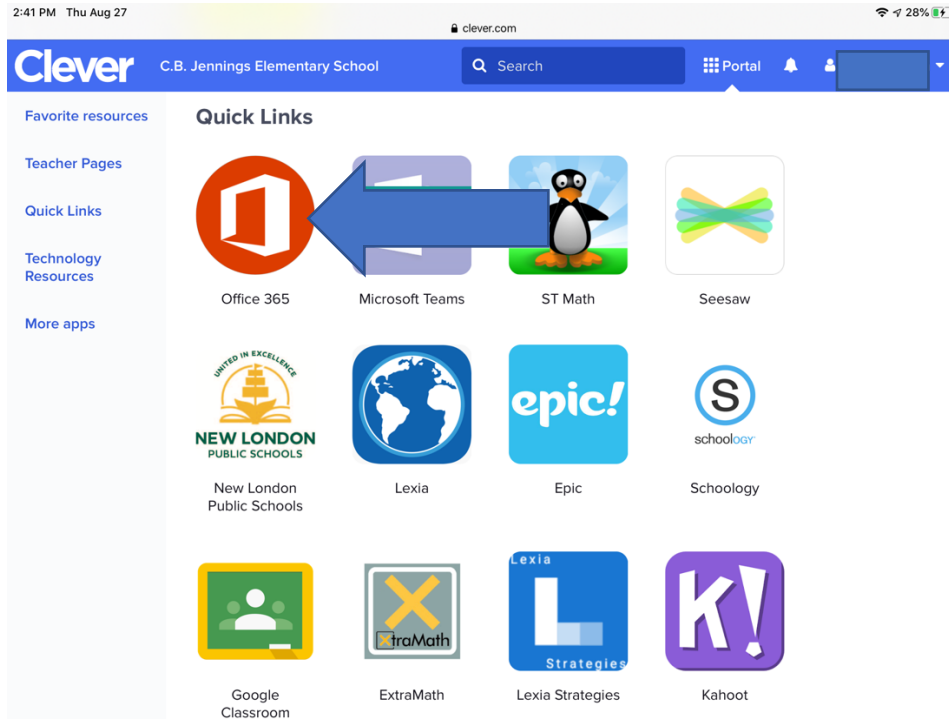 2:41 PM Thu Aug 27
clever.com
28%
Clever
C.B. Jennings Elementary School
Search
Portal
Favorite resources
Teacher Pages
Quick Links
Technology
Resources
More apps
Quick Links
Office 365
Microsoft Teams
ST Math
Seesaw
UNITED IN EXCELLENCE
NEW LONDON
PUBLIC SCHOOLS
New London
Public Schools
Lexia
epic!
Epic
S
schoology
Schoology
Google
Classroom
XtraMath
ExtraMath
Lexia
L
Strategies
Lexia Strategies
K!
Kahoot